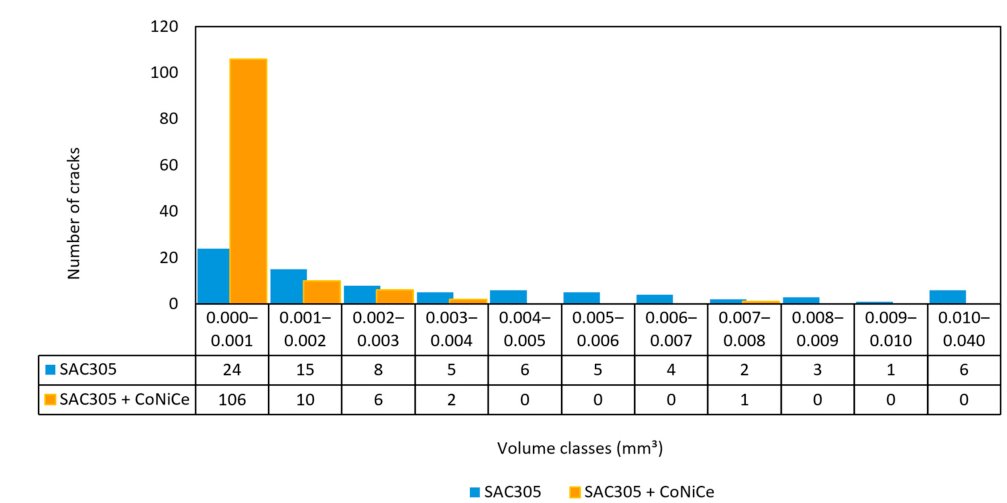 120
100
80
60
40
20
0
Number of cracks
0.000– 0.001– 0.002– 0.003– 0.004– 0.005– 0.006– 0.007– 0.008– 0.009– 0.010–
0.001 0.002 0.003 0.004 0.005 0.006 0.007 0.008 0.009 0.010 0.040
SAC305 24 15 8 5 6 5 4 2 3 1 6
SAC305 + CoNiCe 106 10 6 2 0 0 0 1 0 0 0
Volume classes (mm³)
SAC305 SAC305 + CoNiCe